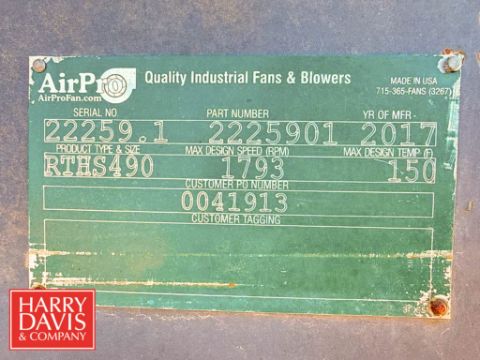 AirPro
AirProFan.com
Quality Industrial Fans & Blowers
MADE IN USA
715-365-FANS (3267)
SERIAL NO PART NUMBER YR OF MFR -
22259.1 2225901 2017
PRODUCT TYPE & SIZE MAX DESIGN SPEED (RPM) MAX DESIGN TEMP (F)
RTHS490 1793 150
CUSTOMER PO NUMBER
0041913
CUSTOMER TAGGING
HARRY
DAVIS
& COMPANY